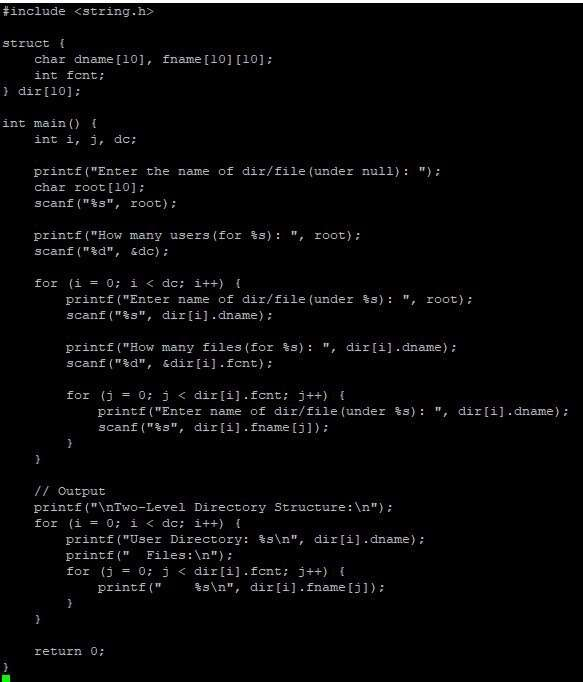 #include <string.h>

struct {
    char dname[10], fname[10][10];
    int fcnt;
} dir[10];

int main() {
    int i, j, dc;

    printf("Enter the name of dir/file(under null): ");
    char root[10];
    scanf("%s", root);

    printf("How many users(for %s): ", root);
    scanf("%d", &dc);

    for (i = 0; i < dc; i++) {
        printf("Enter name of dir/file(under %s): ", root);
        scanf("%s", dir[i].dname);

        printf("How many files(for %s): ", dir[i].dname);
        scanf("%d", &dir[i].fcnt);

        for (j = 0; j < dir[i].fcnt; j++) {
            printf("Enter name of dir/file(under %s): ", dir[i].dname);
            scanf("%s", dir[i].fname[j]);
        }
    }

    // Output
    printf("\nTwo-Level Directory Structure:\n");
    for (i = 0; i < dc; i++) {
        printf("User Directory: %s\n", dir[i].dname);
        printf("  Files:\n");
        for (j = 0; j < dir[i].fcnt; j++) {
            printf("    %s\n", dir[i].fname[j]);
        }
    }

    return 0;
}